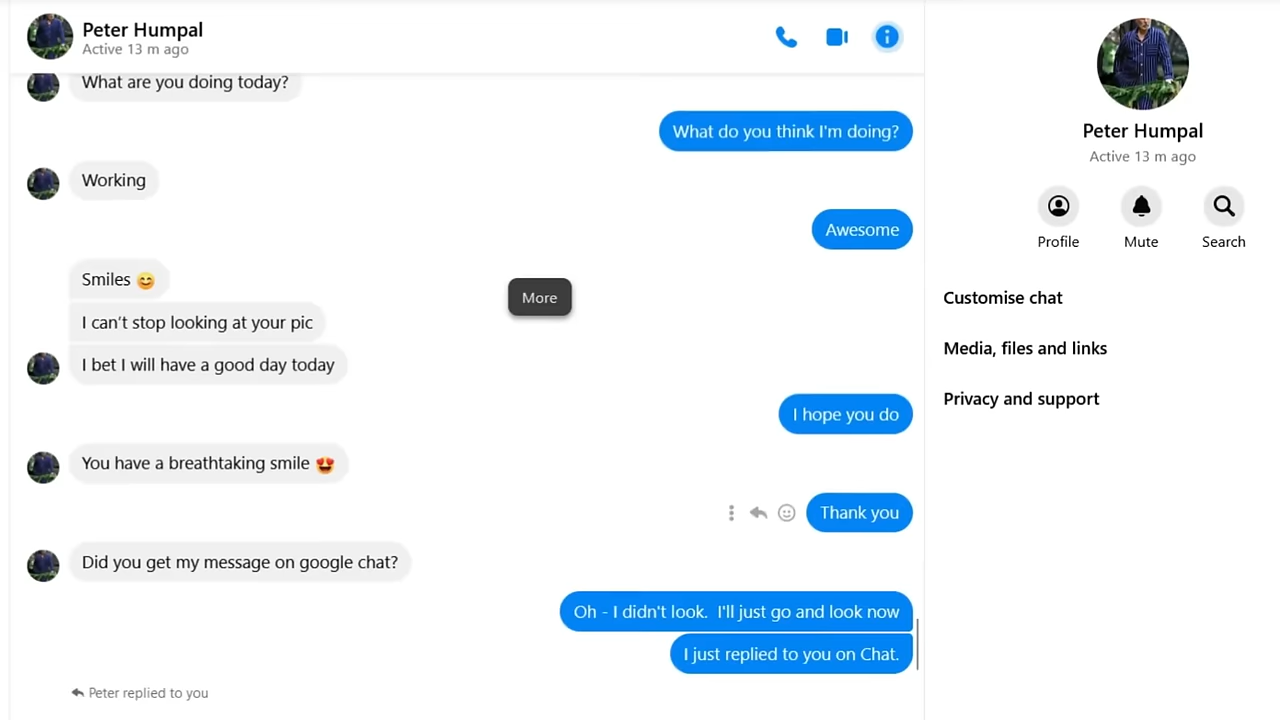 Peter Humpal
Active 13 m ago
What are you doing today?
What do you think I'm doing?
Working
Awesome
Smiles 😊
More
I can't stop looking at your pic
I bet I will have a good day today
I hope you do
You have a breathtaking smile 😍
Thank you
Did you get my message on google chat?
Oh - I didn't look.  I'll just go and look now
I just replied to you on Chat.
Peter replied to you
Peter Humpal
Active 13 m ago
Profile
Mute
Search
Customise chat
Media, files and links
Privacy and support